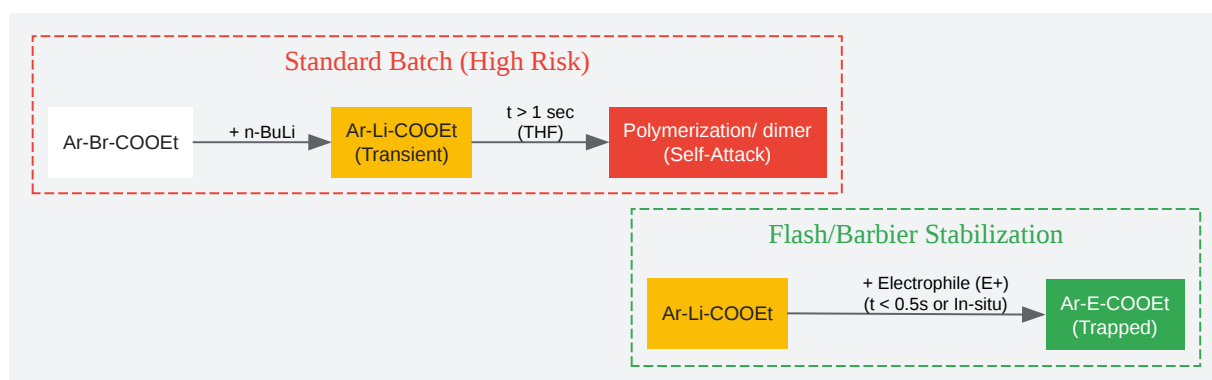 Standard Batch (High Risk)
Ar-Br-COOEt
+ n-BuLi
Ar-Li-COOEt
(Transient)
t > 1 sec
(THF)
Polymerization/ dimer
(Self-Attack)
Flash/Barbier Stabilization
Ar-Li-COOEt
+ Electrophile (E+)
(t < 0.5s or In-situ)
Ar-E-COOEt
(Trapped)